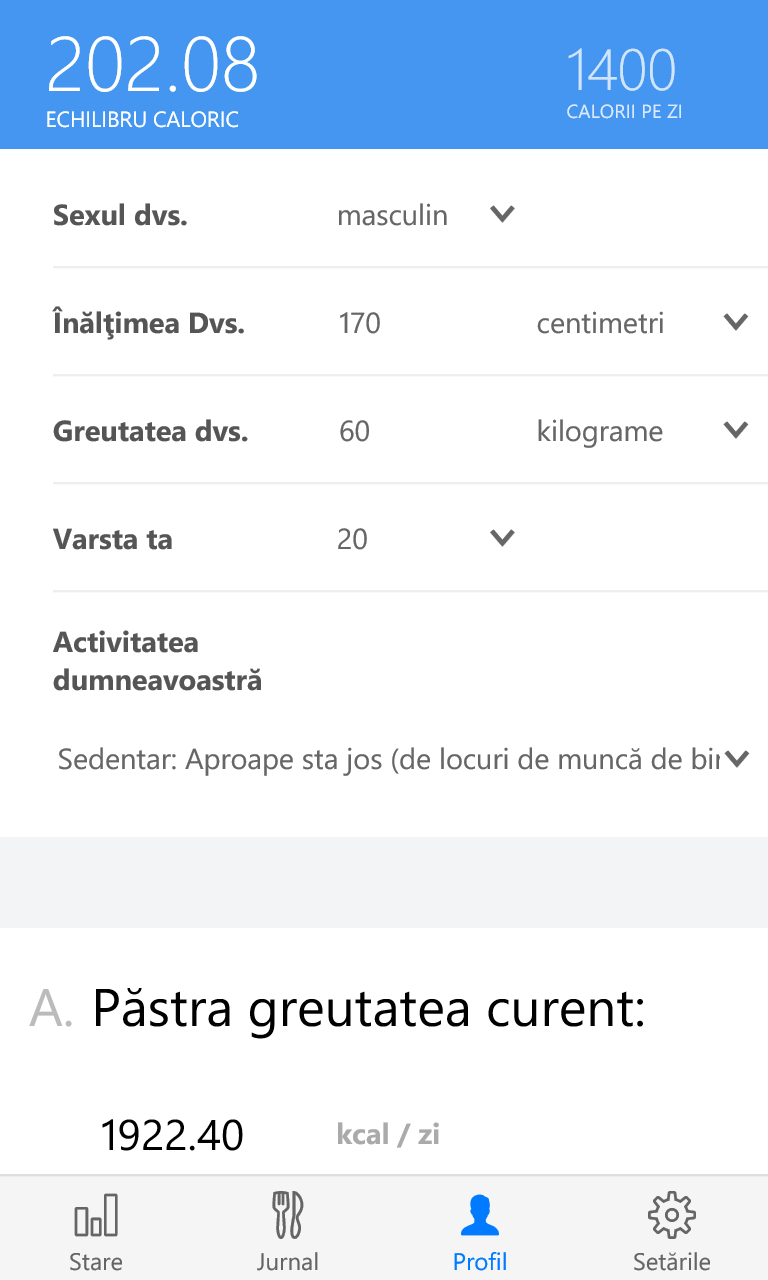 202.08
ECHILIBRU CALORIC
1400
CALORII PE ZI
Sexul dvs. masculin
Înălţimea Dvs. 170 centimetri
Greutatea dvs. 60 kilograme
Varsta ta 20
Activitatea
dumneavoastră
Sedentar: Aproape sta jos (de locuri de muncă de bir
A. Păstra greutatea curent:
1922.40 kcal / zi
Stare Jurnal Profil Setările